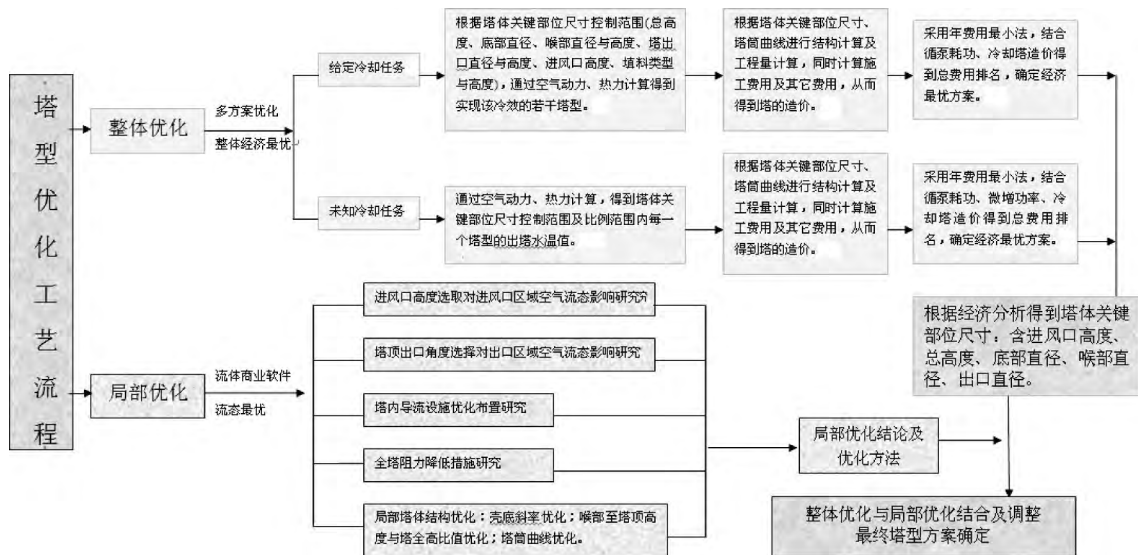 塔型优化工艺流程
整体优化
多方案优化
整体经济最优
给定冷却任务
根据塔体关键部位尺寸控制范围(总高
度、底部直径、喉部直径与高度、塔出
口直径与高度、进风口高度、填料类型
与高度),通过空气动力、热力计算得到
实现该冷效的若干塔型。
根据塔体关键部位尺寸、
塔筒曲线进行结构计算及
工程量计算,同时计算施
工费用及其它费用,从而
得到塔的造价。
采用年费用最小法,结合
循泵耗功、冷却塔造价得
到总费用排名,确定经济
最优方案。
未知冷却任务
通过空气动力、热力计算,得到塔体关
键部位尺寸控制范围及比例范围内每一
个塔型的出塔水温值。
根据塔体关键部位尺寸、
塔筒曲线进行结构计算及
工程量计算,同时计算施
工费用及其它费用,从而
得到塔的造价。
采用年费用最小法,结合
循泵耗功、微增功率、冷
却塔造价得到总费用排
名,确定经济最优方案。
根据经济分析得到塔体关键
部位尺寸:含进风口高度、
总高度、底部直径、喉部直
径、出口直径。
局部优化
流体商业软件
流态最优
进风口高度选取对进风口区域空气流态影响研究
塔顶出口角度选择对出口区域空气流态影响研究
塔内导流设施优化布置研究
全塔阻力降低措施研究
局部塔体结构优化:壳底斜率优化;喉部至塔顶高
度与塔全高比值优化;塔筒曲线优化。
局部优化结论及
优化方法
整体优化与局部优化结合及调整
最终塔型方案确定